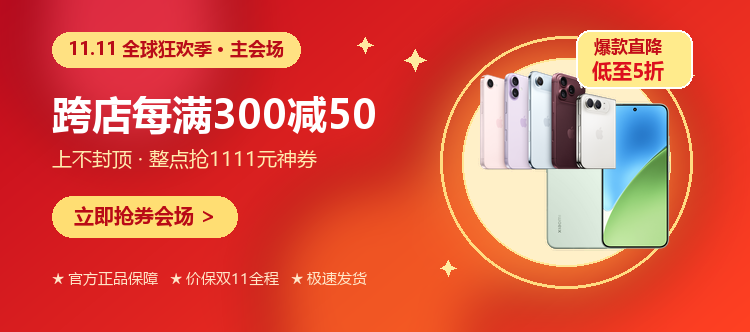 11.11 全球狂欢季 · 主会场
跨店每满300减50
上不封顶 · 整点抢1111元神券
立即抢券会场 >
★ 官方正品保障 ★ 价保双11全程 ★ 极速发货
爆款直降
低至5折